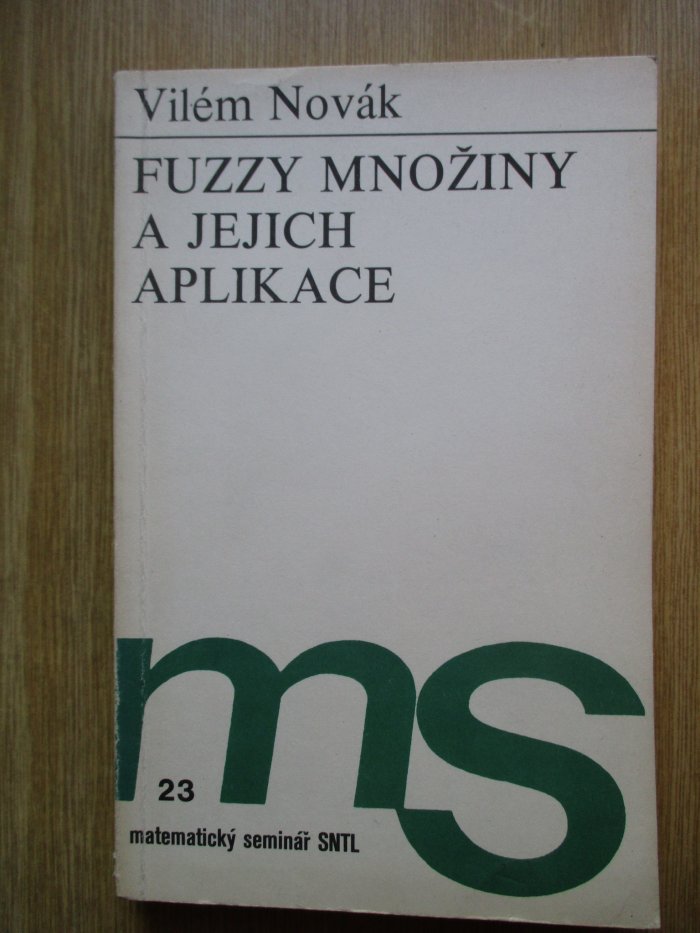 Vilém Novák
FUZZY MNOŽINY
A JEJICH
APLIKACE
ms
23
matematický seminář SNTL